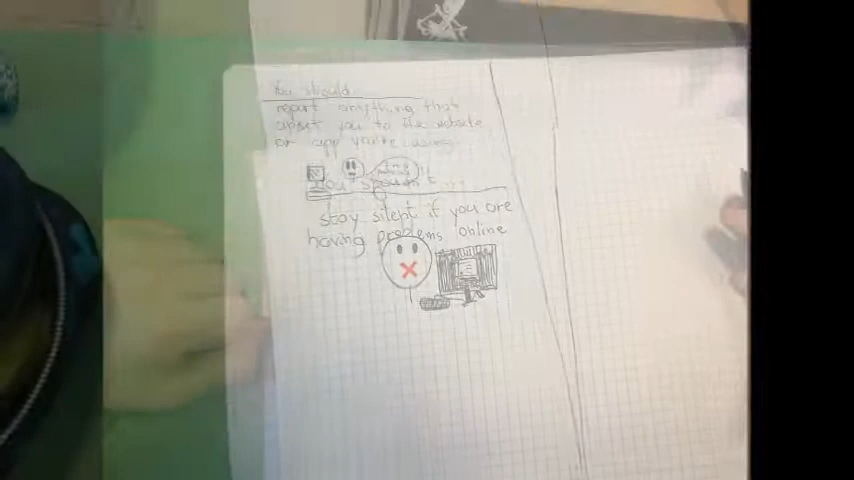 You should
report anything that
upset you to the website
or app you're using.
You shouldn't...
stay silent if you are
having problems online